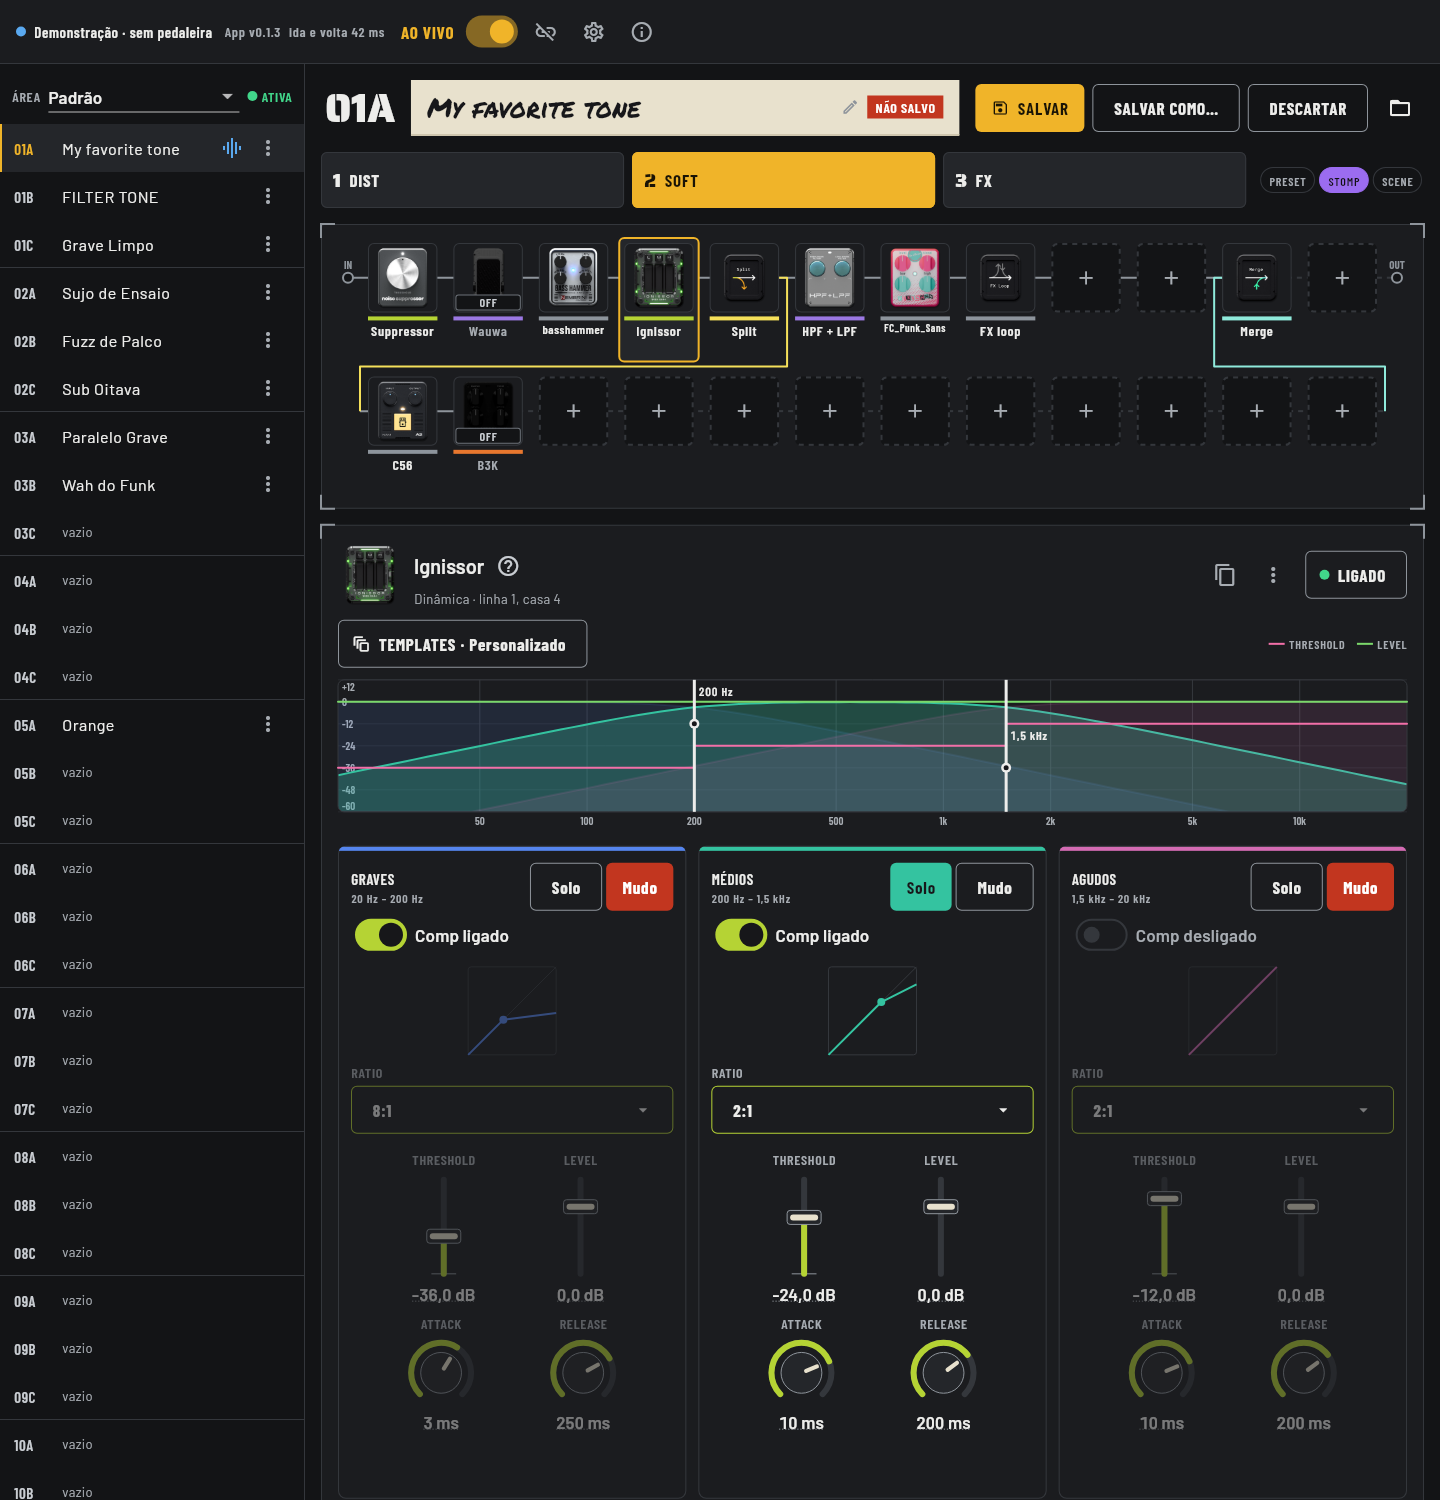 Demonstração · sem pedaleira App v0.1.3 Ida e volta 42 ms AO VIVO
ÁREA Padrão ATIVA
01A My favorite tone
01B FILTER TONE
01C Grave Limpo
02A Sujo de Ensaio
02B Fuzz de Palco
02C Sub Oitava
03A Paralelo Grave
03B Wah do Funk
03C vazio
04A vazio
04B vazio
04C vazio
05A Orange
05B vazio
05C vazio
06A vazio
06B vazio
06C vazio
07A vazio
07B vazio
07C vazio
08A vazio
08B vazio
08C vazio
09A vazio
09B vazio
09C vazio
10A vazio
10B vazio
01A My favorite tone NÃO SALVO SALVAR SALVAR COMO... DESCARTAR
1 DIST 2 SOFT 3 FX PRESET STOMP SCENE
IN OUT
noise suppressor
OFF
Split
HPF+LPF
FX Loop
Merge
Suppressor Wauwa basshammer Ignissor Split HPF + LPF FC_Punk_Sans FX loop Merge
OFF
C56 B3K
Ignissor
Dinâmica · linha 1, casa 4
LIGADO
TEMPLATES · Personalizado
THRESHOLD LEVEL
+12
0
-12
-24
-36
-48
-60
200 Hz
1,5 kHz
50 100 200 500 1k 2k 5k 10k
GRAVES
20 Hz – 200 Hz
Solo Mudo
Comp ligado
RATIO
8:1
THRESHOLD LEVEL
-36,0 dB 0,0 dB
ATTACK RELEASE
3 ms 250 ms
MÉDIOS
200 Hz – 1,5 kHz
Solo Mudo
Comp ligado
RATIO
2:1
THRESHOLD LEVEL
-24,0 dB 0,0 dB
ATTACK RELEASE
10 ms 200 ms
AGUDOS
1,5 kHz – 20 kHz
Solo Mudo
Comp desligado
RATIO
2:1
THRESHOLD LEVEL
-12,0 dB 0,0 dB
ATTACK RELEASE
10 ms 200 ms